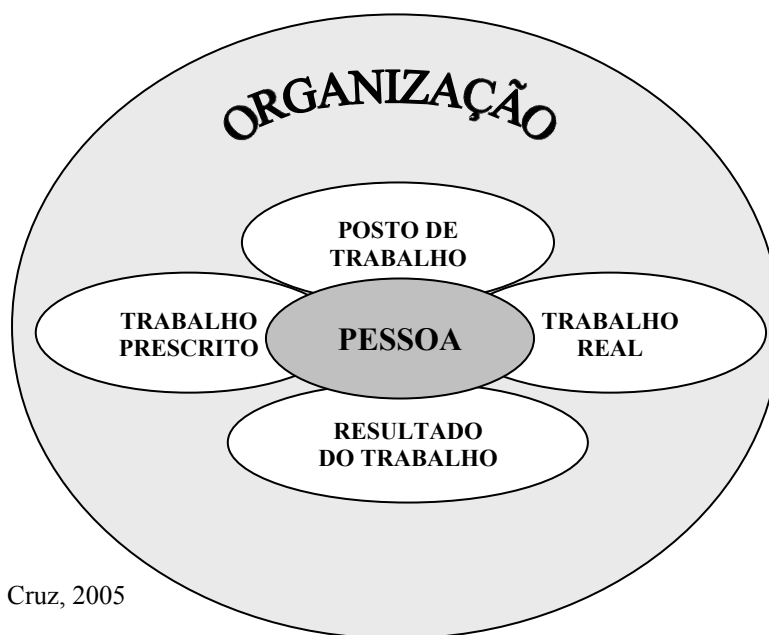 ORGANIZAÇÃO
POSTO DE
TRABALHO
TRABALHO
PRESCRITO
PESSOA
TRABALHO
REAL
RESULTADO
DO TRABALHO
Cruz, 2005